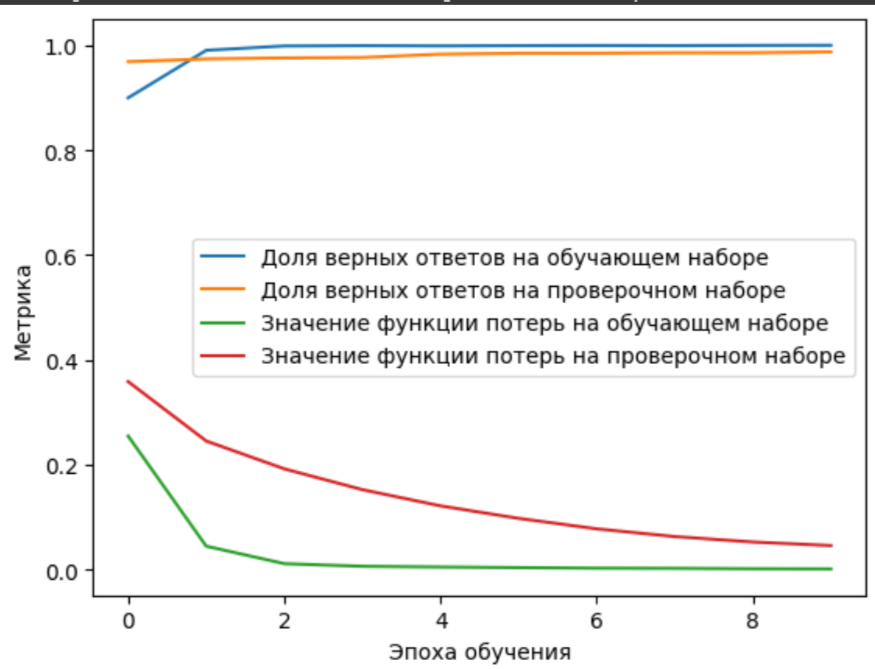 1.0
0.8
0.6
0.4
0.2
0.0
Метрика
Доля верных ответов на обучающем наборе
Доля верных ответов на проверочном наборе
Значение функции потерь на обучающем наборе
Значение функции потерь на проверочном наборе
0 2 4 6 8
Эпоха обучения